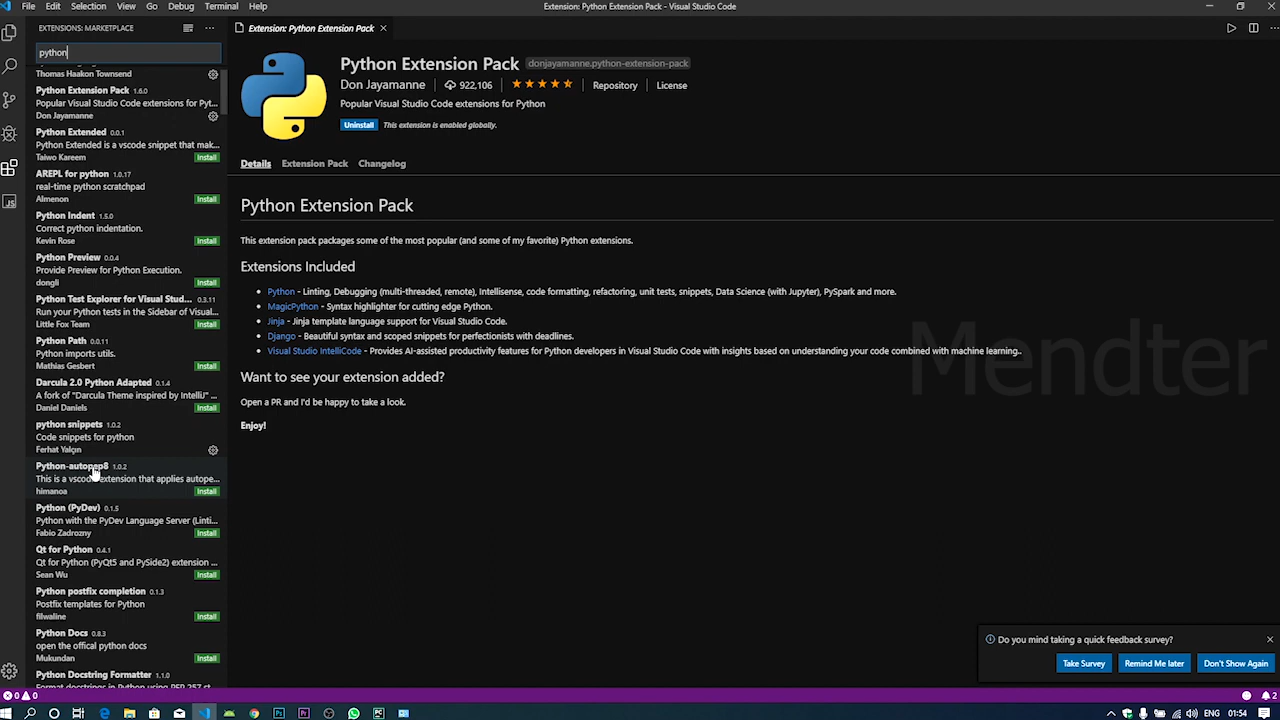 File Edit Selection View Go Debug Terminal Help
Extension: Python Extension Pack - Visual Studio Code
EXTENSIONS: MARKETPLACE
python
Thomas Haakon Townsend
Python Extension Pack 1.6.0
Popular Visual Studio Code extensions for Pyt...
Don Jayamanne
Python Extended 0.0.1
Python Extended is a vscode snippet that mak...
Taiwo Kareem Install
AREPL for python 1.0.17
real-time python scratchpad
Almenon Install
Python Indent 1.5.0
Correct python indentation.
Kevin Rose Install
Python Preview 0.0.4
Provide Preview for Python Execution.
dongli Install
Python Test Explorer for Visual Stud... 0.3.11
Run your Python tests in the Sidebar of Visual...
Little Fox Team Install
Python Path 0.0.11
Python imports utils.
Mathias Gesbert Install
Darcula 2.0 Python Adapted 0.1.4
A fork of "Darcula Theme inspired by IntelliJ" ...
Daniel Daniels Install
python snippets 1.0.2
Code snippets for python
Ferhat Yalçın
Python-autopep8 1.0.2
This is a vscode extension that applies autope...
himanoa Install
Python (PyDev) 0.1.5
Python with the PyDev Language Server (Linti...
Fabio Zadrozny Install
Qt for Python 0.4.1
Qt for Python (PyQt5 and PySide2) extension ...
Sean Wu Install
Python postfix completion 0.1.3
Postfix templates for Python
filwaline Install
Python Docs 0.8.3
open the offical python docs
Mukundan Install
Python Docstring Formatter 1.1.0
Format docstrings in Python using PEP 257 st...
Extension: Python Extension Pack
Python Extension Pack donjayamanne.python-extension-pack
Don Jayamanne 922,106 Repository License
Popular Visual Studio Code extensions for Python
Uninstall This extension is enabled globally.
Details Extension Pack Changelog
Python Extension Pack
This extension pack packages some of the most popular (and some of my favorite) Python extensions.
Extensions Included
Python - Linting, Debugging (multi-threaded, remote), Intellisense, code formatting, refactoring, unit tests, snippets, Data Science (with Jupyter), PySpark and more.
MagicPython - Syntax highlighter for cutting edge Python.
Jinja - Jinja template language support for Visual Studio Code.
Django - Beautiful syntax and scoped snippets for perfectionists with deadlines.
Visual Studio IntelliCode - Provides AI-assisted productivity features for Python developers in Visual Studio Code with insights based on understanding your code combined with machine learning..
Want to see your extension added?
Open a PR and I'd be happy to take a look.
Enjoy!
Mendter
Do you mind taking a quick feedback survey?
Take Survey Remind Me later Don't Show Again
0 0 2
ENG 01:54